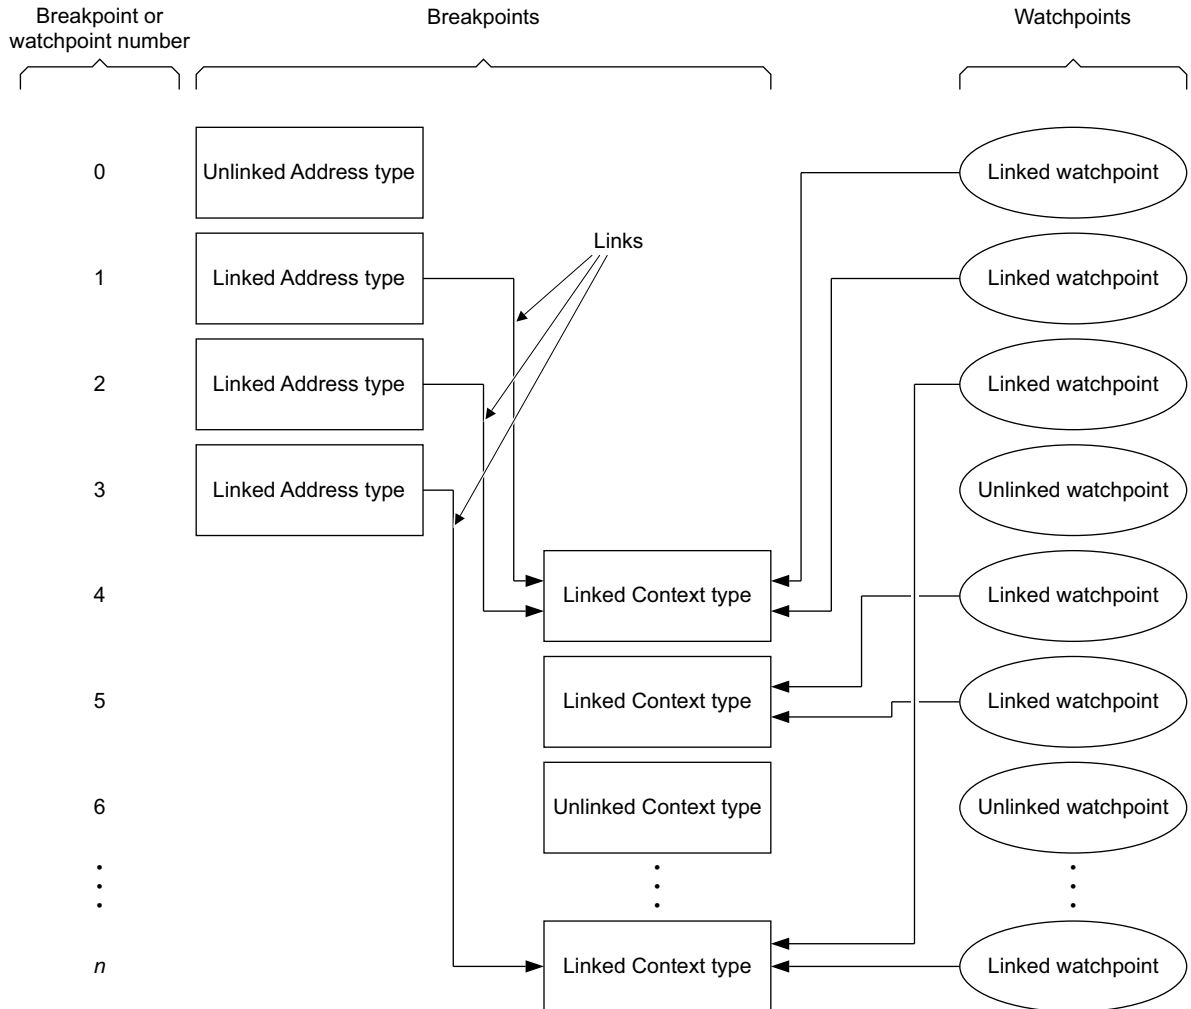 Breakpoint or
watchpoint number
Breakpoints
Watchpoints
0
Unlinked Address type
Linked watchpoint
Links
1
Linked Address type
Linked watchpoint
2
Linked Address type
Linked watchpoint
3
Linked Address type
Unlinked watchpoint
4
Linked Context type
Linked watchpoint
5
Linked Context type
Linked watchpoint
6
Unlinked Context type
Unlinked watchpoint
n
Linked Context type
Linked watchpoint